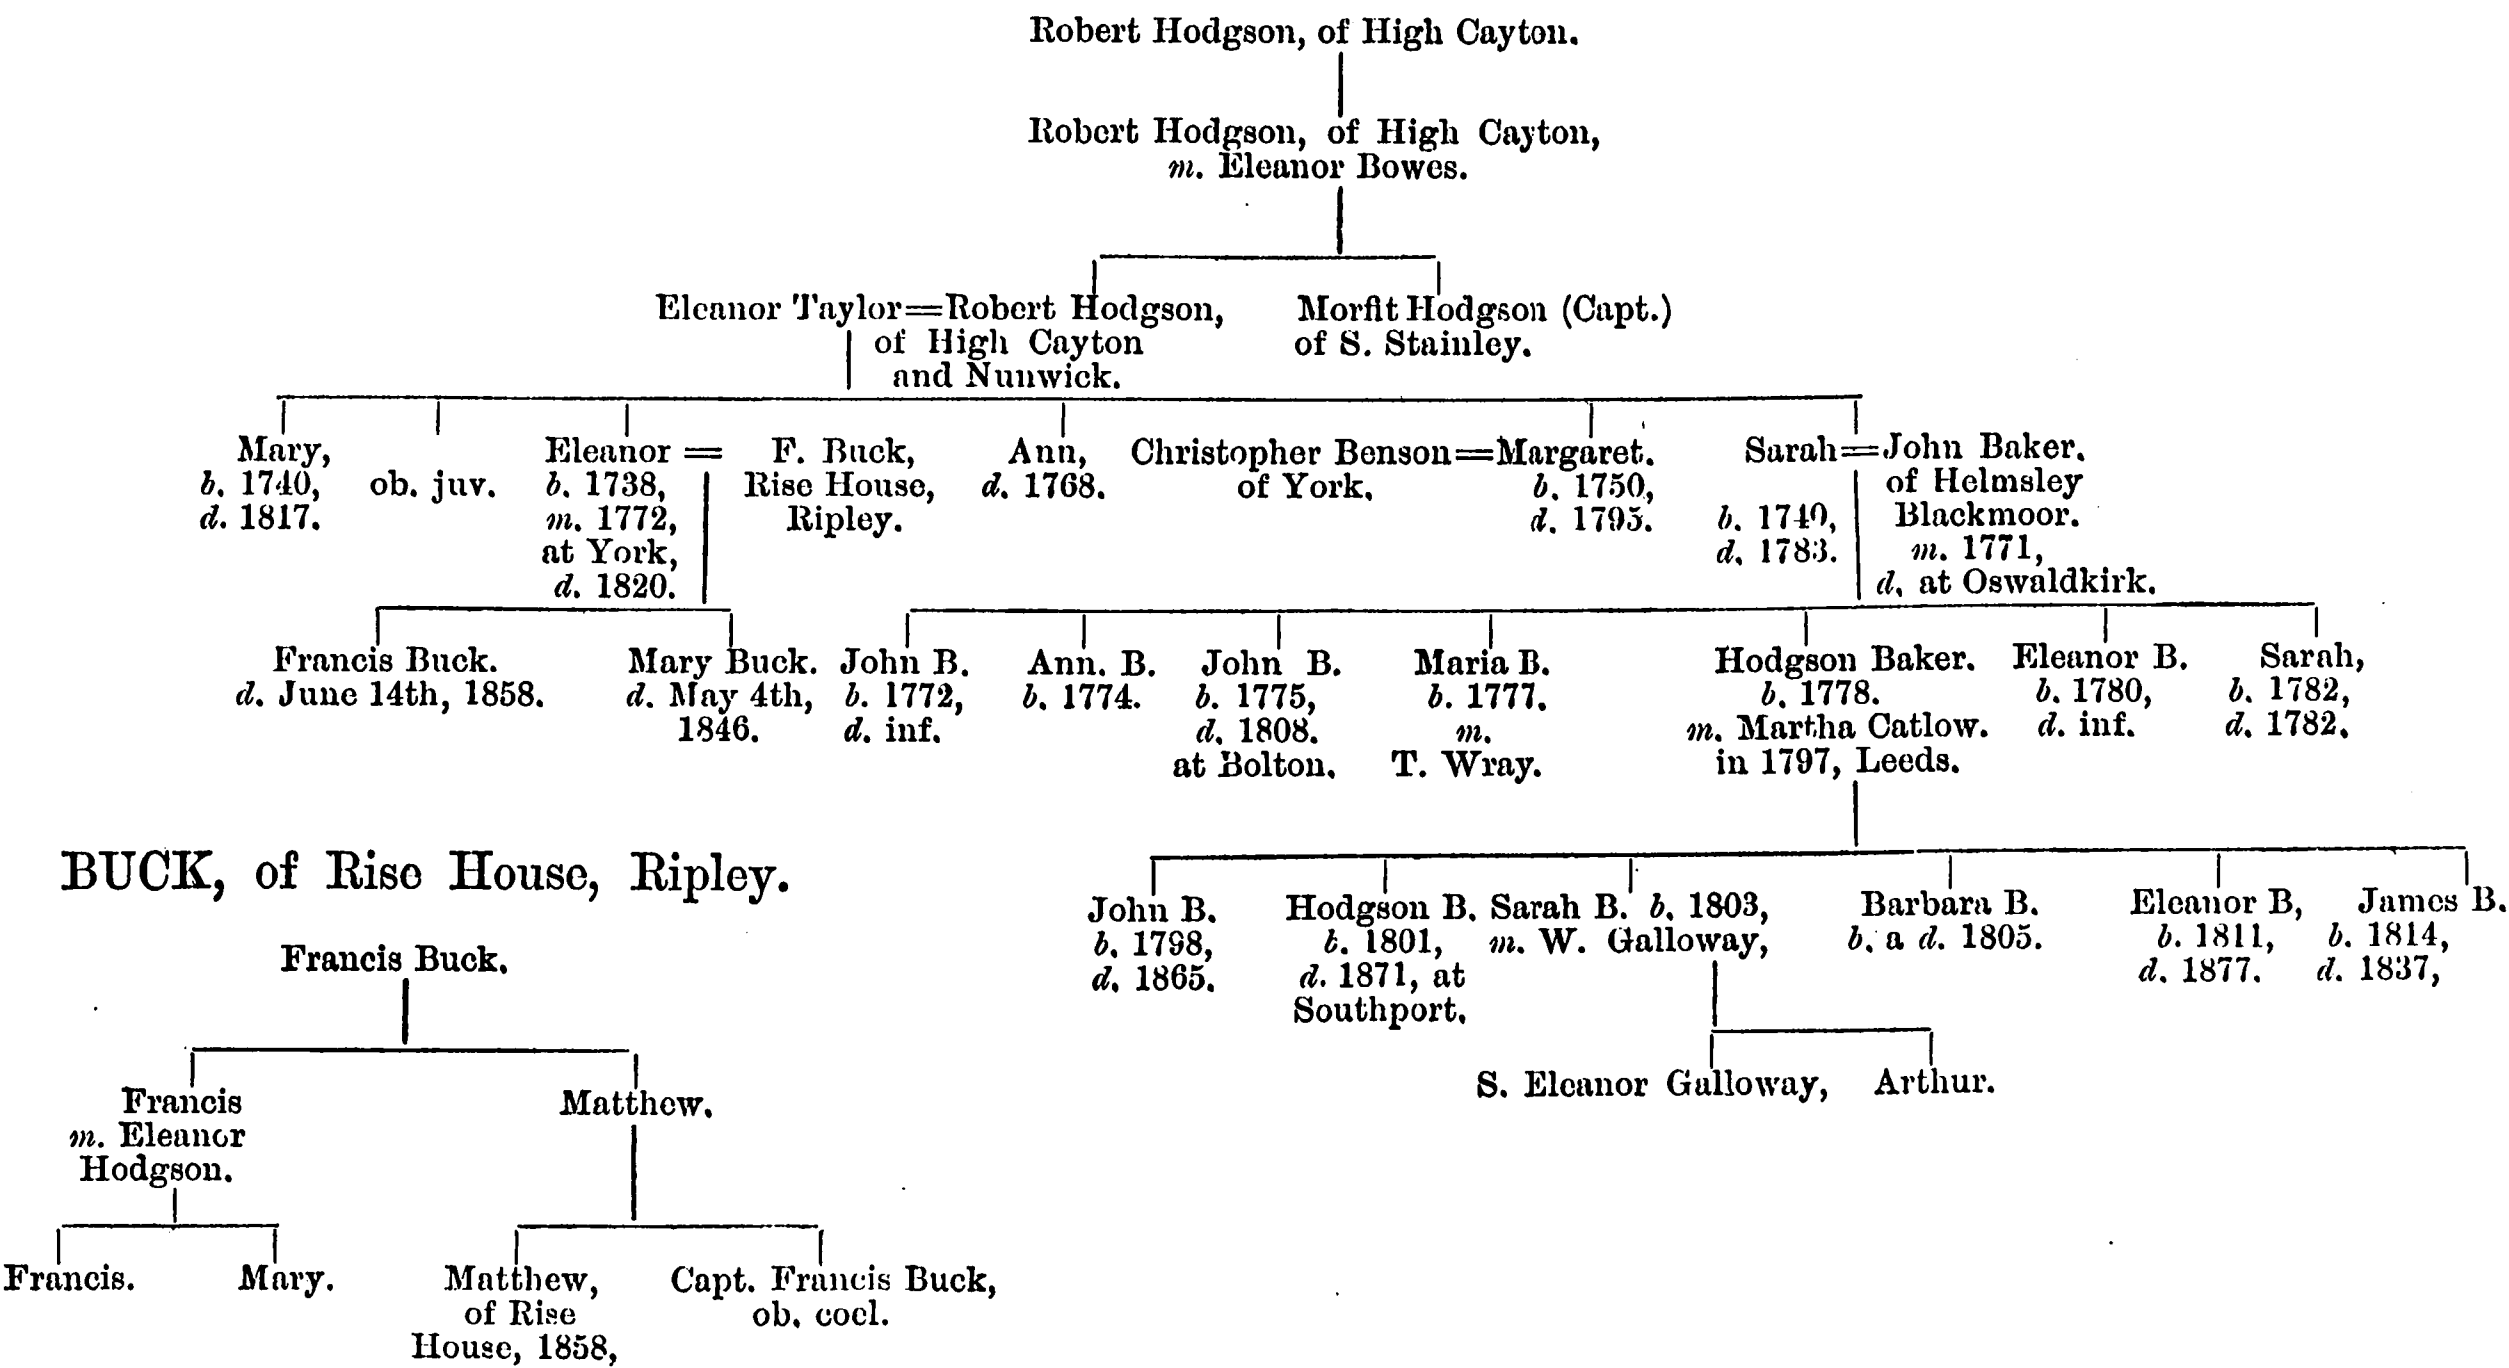 Robert Hodgson, of High Cayton.
Robert Hodgson, of High Cayton,
m. Eleanor Bowes.
Eleanor Taylor=Robert Hodgson,
of High Cayton
and Nunwick.
Morfit Hodgson (Capt.)
of S. Stainley.
Mary,
b. 1740,
d. 1817.
ob. juv.
Eleanor =
b. 1738,
m. 1772,
at York,
d. 1820.
F. Buck,
Rise House,
Ripley.
Ann,
d. 1768.
Christopher Benson=Margaret.
of York.
b. 1750,
d. 1795.
Sarah=John Baker.
b. 1749,
d. 1783.
of Helmsley
Blackmoor.
m. 1771,
d. at Oswaldkirk.
Francis Buck.
d. June 14th, 1858.
Mary Buck.
d. May 4th,
1846.
John B.
b. 1772,
d. inf.
Ann. B.
b. 1774.
John B.
b. 1775,
d. 1808.
at Bolton.
Maria B.
b. 1777.
m.
T. Wray.
Hodgson Baker.
b. 1778.
m. Martha Catlow.
in 1797, Leeds.
Eleanor B.
b. 1780,
d. inf.
Sarah,
b. 1782,
d. 1782.
John B.
b. 1798,
d. 1865.
Hodgson B.
b. 1801,
d. 1871, at
Southport.
Sarah B. b. 1803,
m. W. Galloway,
Barbara B.
b. a d. 1805.
Eleanor B,
b. 1811,
d. 1877.
James B.
b. 1814,
d. 1837,
S. Eleanor Galloway,
Arthur.
BUCK, of Rise House, Ripley.
Francis Buck.
Francis
m. Eleanor
Hodgson.
Matthew.
Francis.
Mary.
Matthew,
of Rise
House, 1858,
Capt. Francis Buck,
ob. coel.